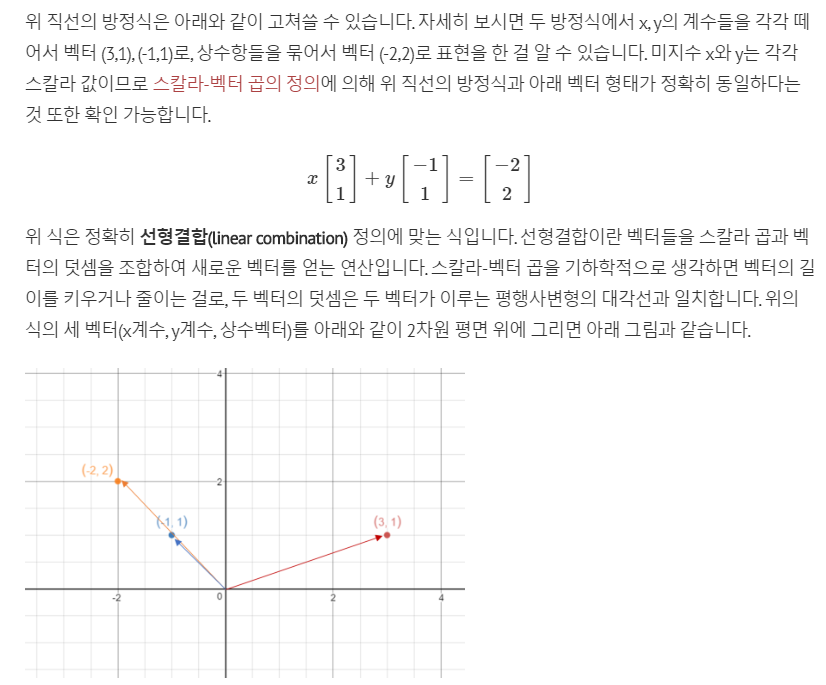 위 직선의 방정식은 아래와 같이 고쳐쓸 수 있습니다. 자세히 보시면 두 방정식에서 x, y의 계수들을 각각 떼
어서 벡터 (3,1), (-1,1)로, 상수항들을 묶어서 벡터 (-2,2)로 표현을 한 걸 알 수 있습니다. 미지수 x와 y는 각각
스칼라 값이므로 스칼라-벡터 곱의 정의에 의해 위 직선의 방정식과 아래 벡터 형태가 정확히 동일하다는
것 또한 확인 가능합니다.
x [3 1] + y [−1 1] = [−2 2]
위 식은 정확히 선형결합(linear combination) 정의에 맞는 식입니다. 선형결합이란 벡터들을 스칼라 곱과 벡
터의 덧셈을 조합하여 새로운 벡터를 얻는 연산입니다. 스칼라-벡터 곱을 기하학적으로 생각하면 벡터의 길
이를 키우거나 줄이는 걸로, 두 벡터의 덧셈은 두 벡터가 이루는 평행사변형의 대각선과 일치합니다. 위의
식의 세 벡터(x계수, y계수, 상수벡터)를 아래와 같이 2차원 평면 위에 그리면 아래 그림과 같습니다.
4
(-2, 2)
2
(-1, 1)
(3, 1)
-2 0 2 4